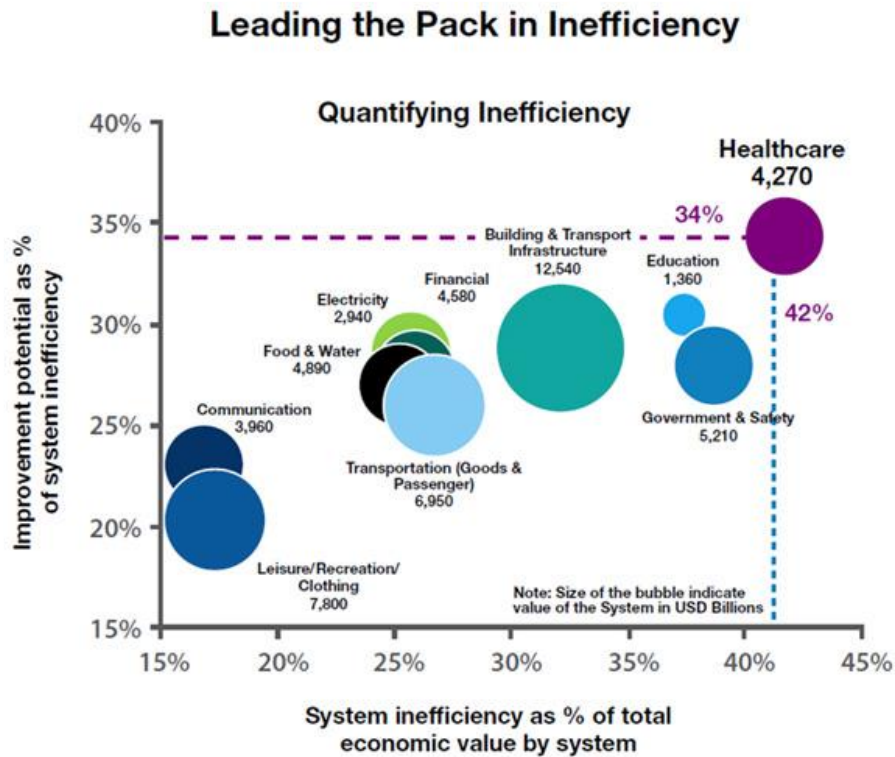 Leading the Pack in Inefficiency
Quantifying Inefficiency
40%
35%
30%
25%
20%
15%
Improvement potential as %
of system inefficiency
Healthcare
4,270
34%
42%
Building & Transport
Infrastructure
12,540
Education
1,360
Financial
4,580
Electricity
2,940
Food & Water
4,890
Communication
3,960
Government & Safety
5,210
Transportation (Goods &
Passenger)
6,950
Leisure/Recreation/
Clothing
7,800
Note: Size of the bubble indicate
value of the System in USD Billions
15%
20%
25%
30%
35%
40%
45%
System inefficiency as % of total
economic value by system